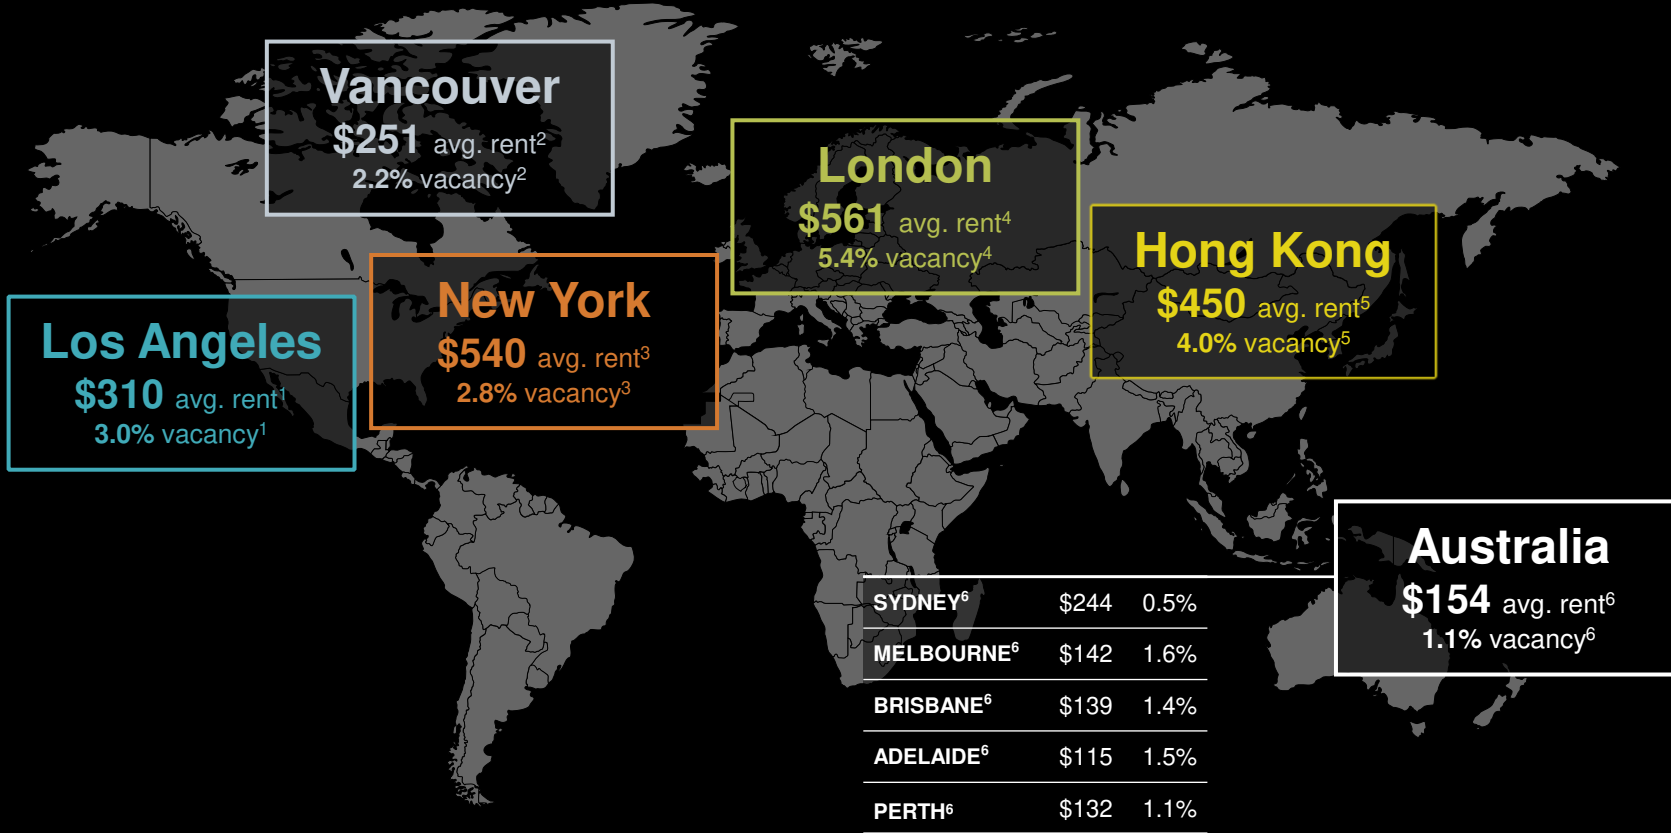 Vancouver
$251 avg. rent²
2.2% vacancy²
London
$561 avg. rent⁴
5.4% vacancy⁴
Hong Kong
$450 avg. rent⁵
4.0% vacancy⁵
New York
$540 avg. rent³
2.8% vacancy³
Los Angeles
$310 avg. rent¹
3.0% vacancy¹
Australia
$154 avg. rent⁶
1.1% vacancy⁶
SYDNEY⁶ $244 0.5%
MELBOURNE⁶ $142 1.6%
BRISBANE⁶ $139 1.4%
ADELAIDE⁶ $115 1.5%
PERTH⁶ $132 1.1%